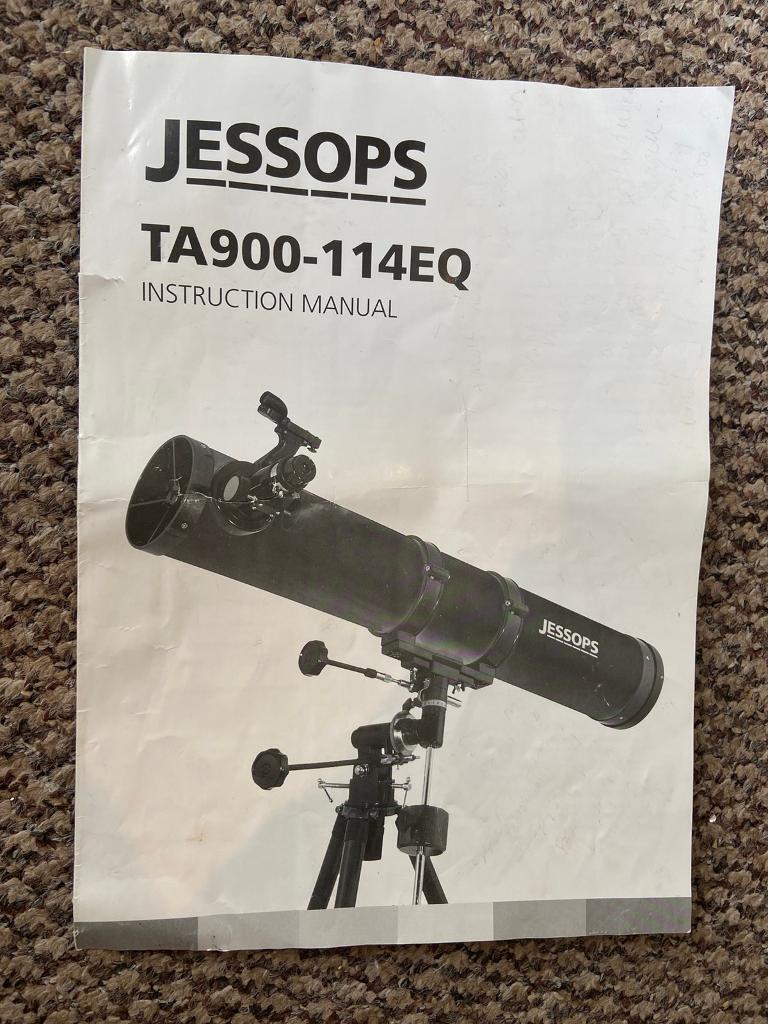 JESSOPS
TA900-114EQ
INSTRUCTION MANUAL
JESSOPS